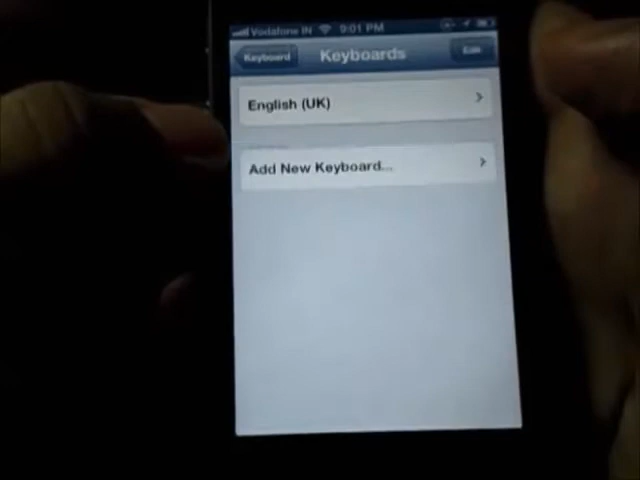 Vodafone IN 9:01 PM
Keyboard Keyboards Edit
English (UK)
Add New Keyboard...